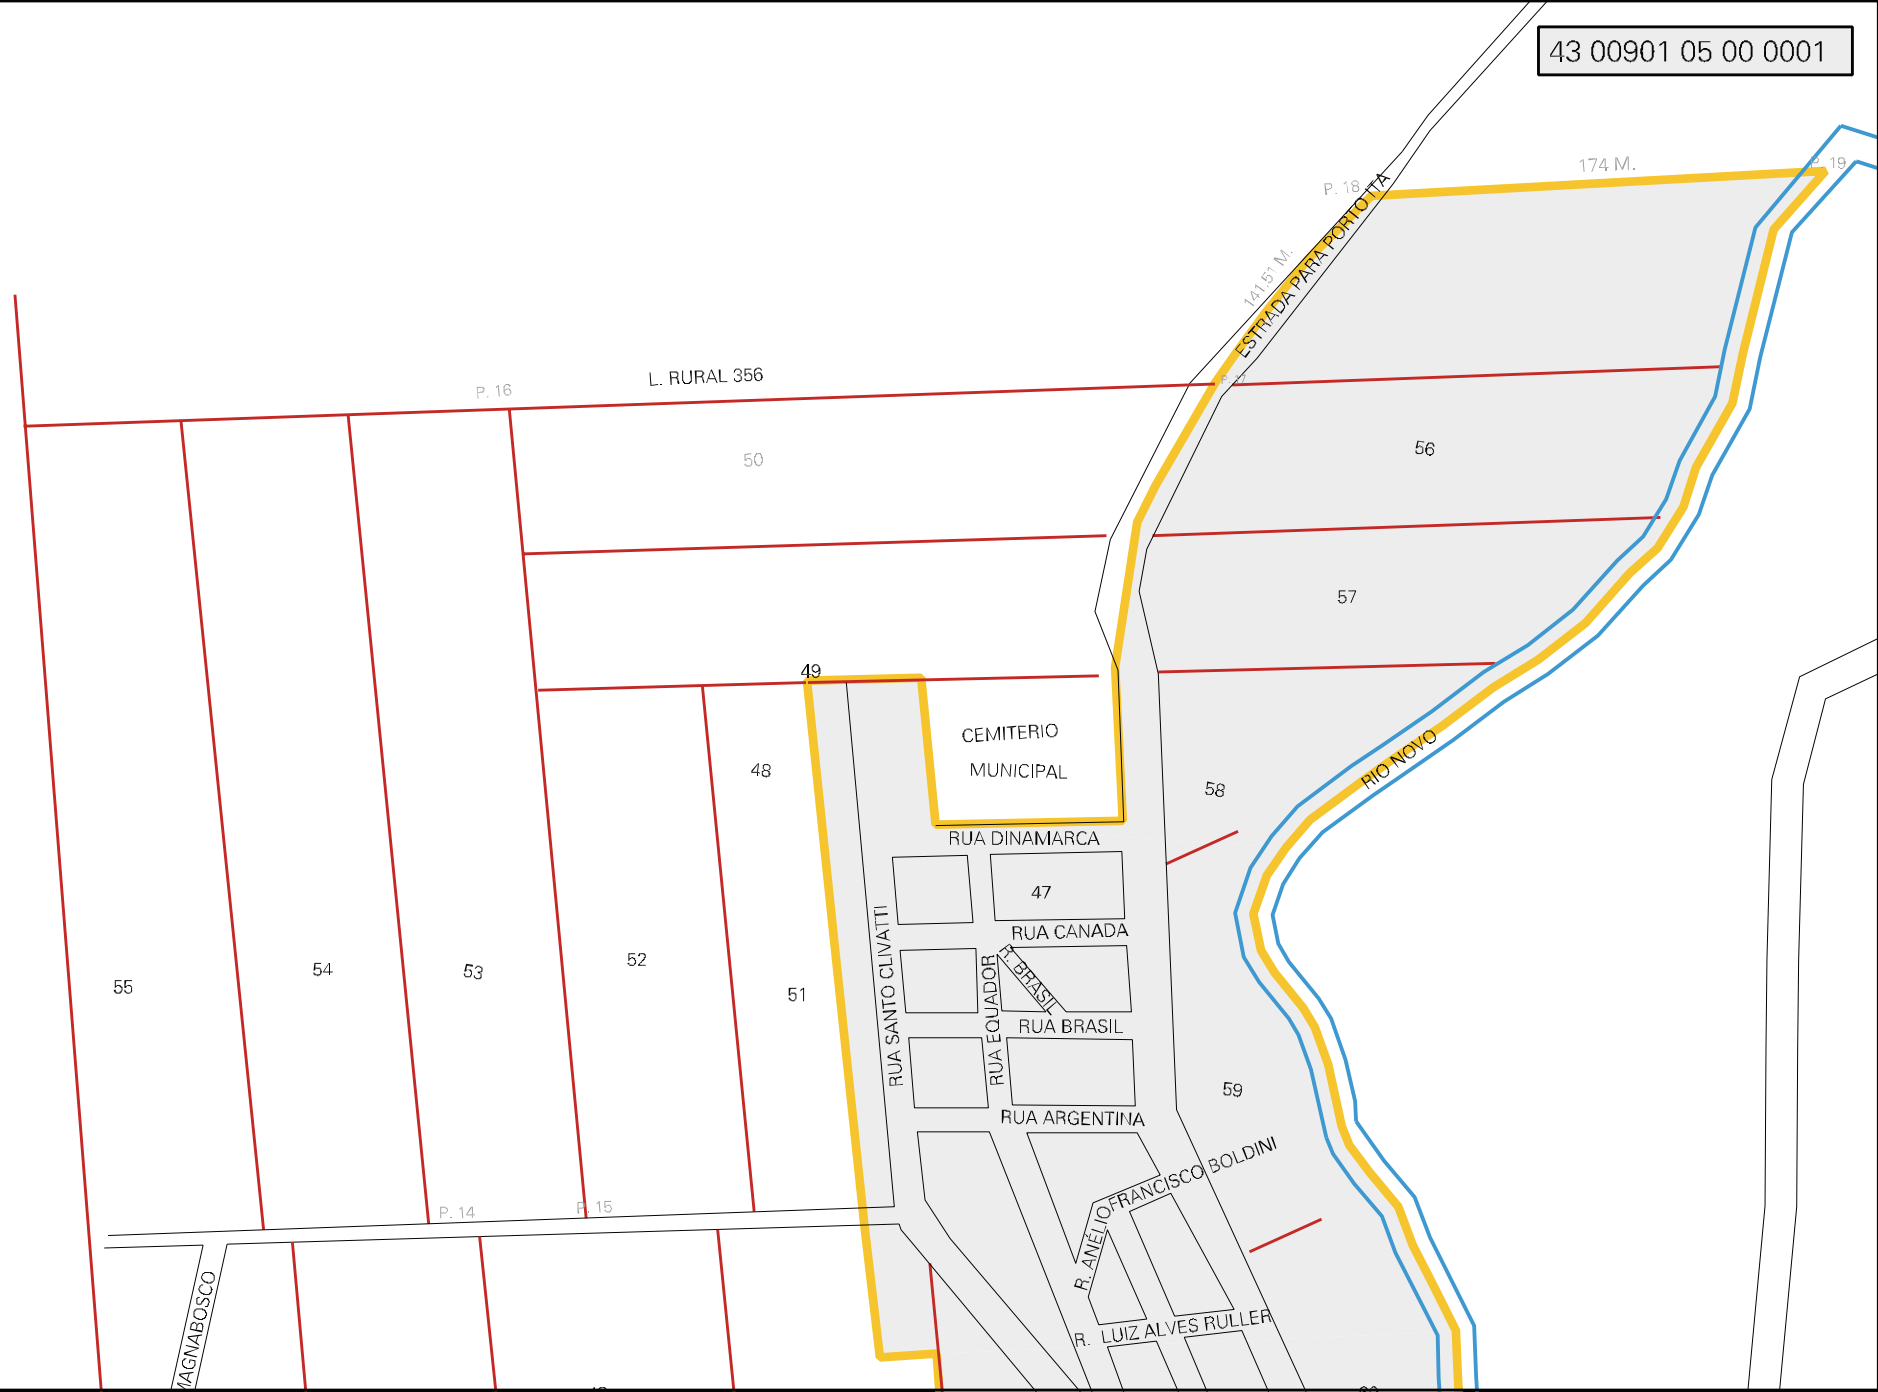 43 00901 05 00 0001
174 M.
P. 19
P. 18
ESTRADA PARA PORTO ITA
141.51 M.
L. RURAL 356
P. 16
P. 17
50
56
57
49
CEMITERIO
MUNICIPAL
48
58
RIO NOVO
RUA DINAMARCA
47
RUA CANADA
R. BRASIL
RUA BRASIL
RUA SANTO CLIVATTI
RUA EQUADOR
55
54
53
52
51
59
RUA ARGENTINA
FRANCISCO BOLDINI
R. ANÉLIO
P. 14
P. 15
MAGNABOSCO
R. LUIZ ALVES RULLER